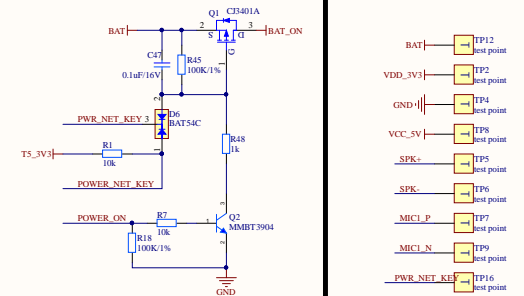 Q1 CJ3401A
BAT 2 3 BAT_ON
S D
G
C47 R45
0.1uF/16V 100K/1%
1
2
PWR_NET_KEY 3 D6
BAT54C
T5_3V3 R1 1
10k
R48
1k
POWER_NET_KEY
3
POWER_ON R7 1 Q2
10k MMBT3904
R18 2
100K/1%
GND
BAT TP12
test point
VDD_3V3 TP2
test point
GND TP4
test point
VCC_5V TP8
test point
SPK+ TP5
test point
SPK- TP6
test point
MIC1_P TP7
test point
MIC1_N TP9
test point
PWR_NET_KEY TP16
test point